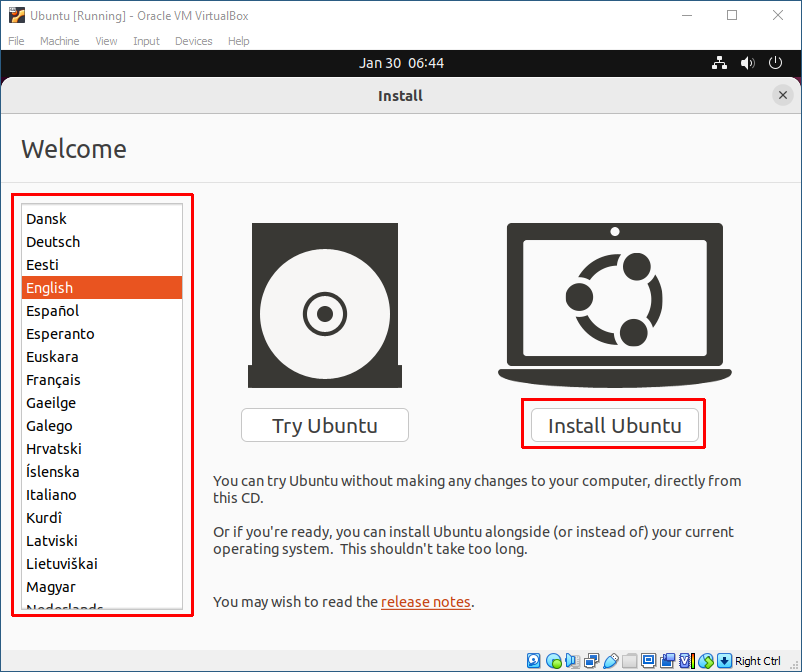 Ubuntu [Running] - Oracle VM VirtualBox
File Machine View Input Devices Help
Jan 30 06:44
Install
Welcome
Dansk
Deutsch
Eesti
English
Español
Esperanto
Euskara
Français
Gaeilge
Galego
Hrvatski
Íslenska
Italiano
Kurdî
Latviski
Lietuviškai
Magyar
Nederlands
Try Ubuntu
Install Ubuntu
You can try Ubuntu without making any changes to your computer, directly from
this CD.
Or if you're ready, you can install Ubuntu alongside (or instead of) your current
operating system. This shouldn't take too long.
You may wish to read the release notes.
Right Ctrl